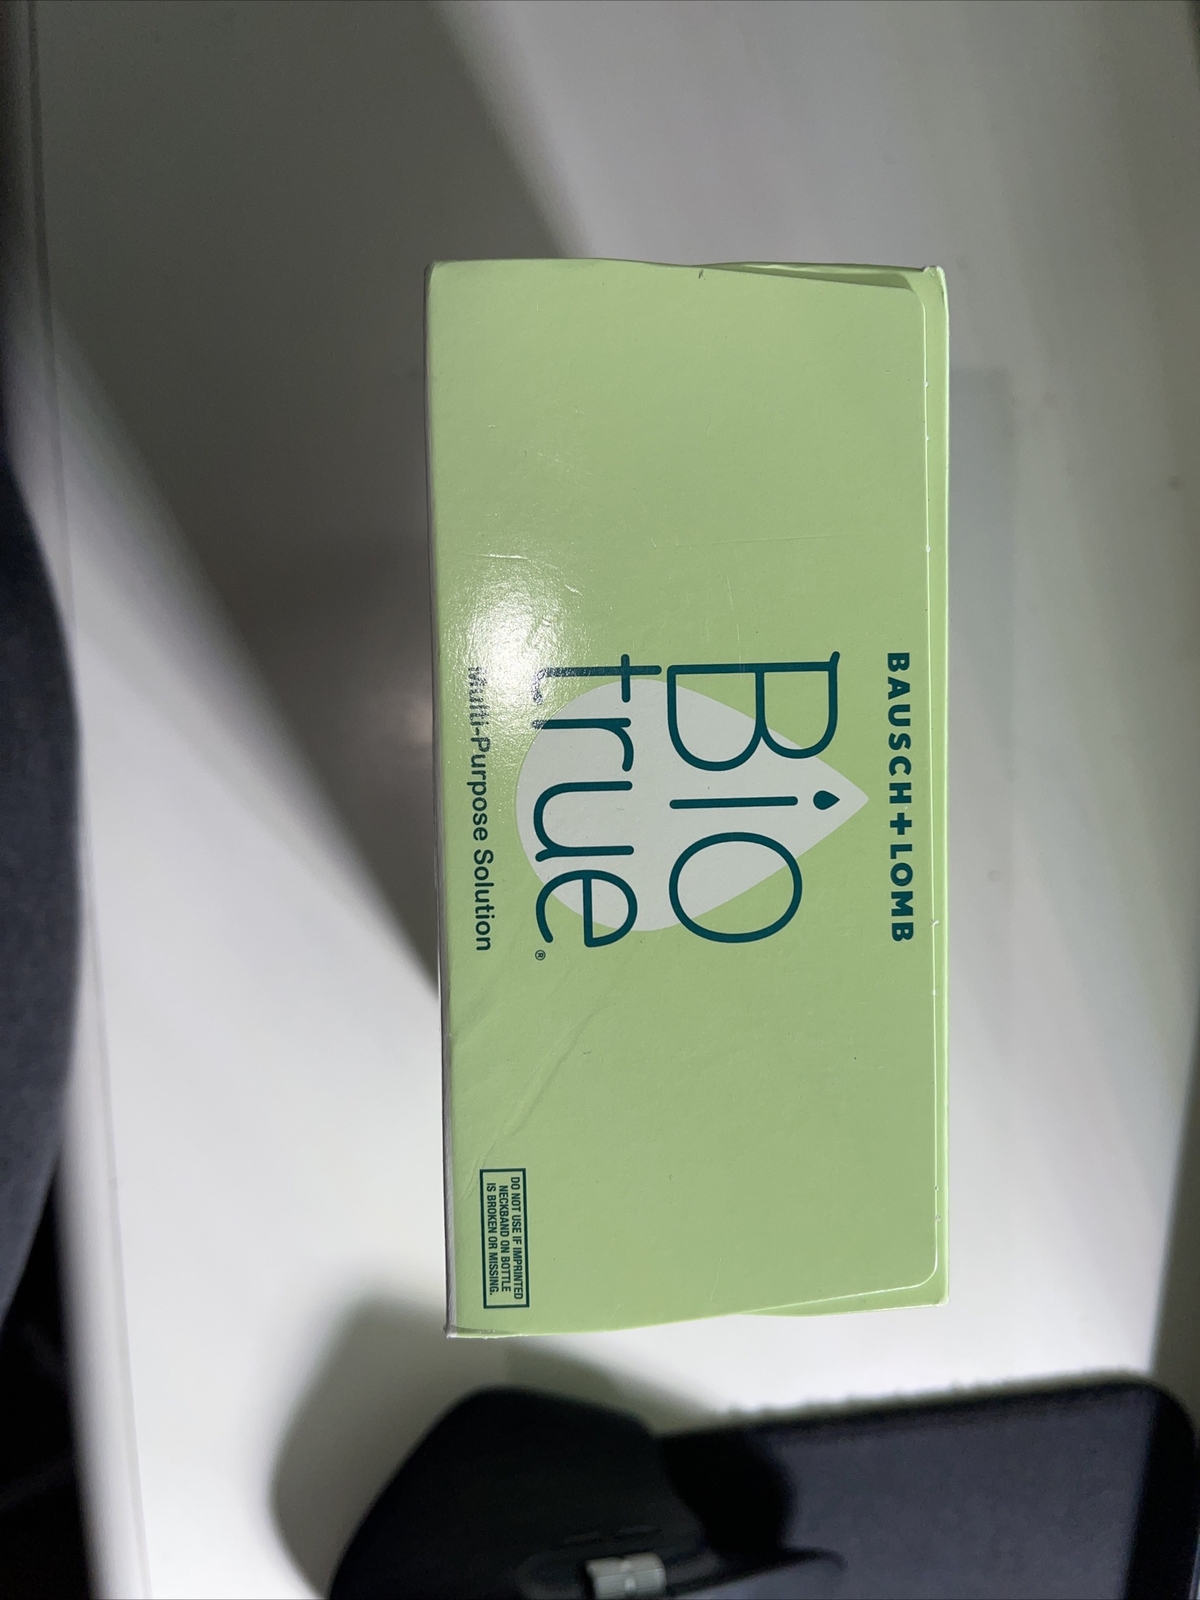 BAUSCH+LOMB
Bio
true®
Multi-Purpose Solution
DO NOT USE IF IMPRINTED
NECKBAND ON BOTTLE
IS BROKEN OR MISSING.